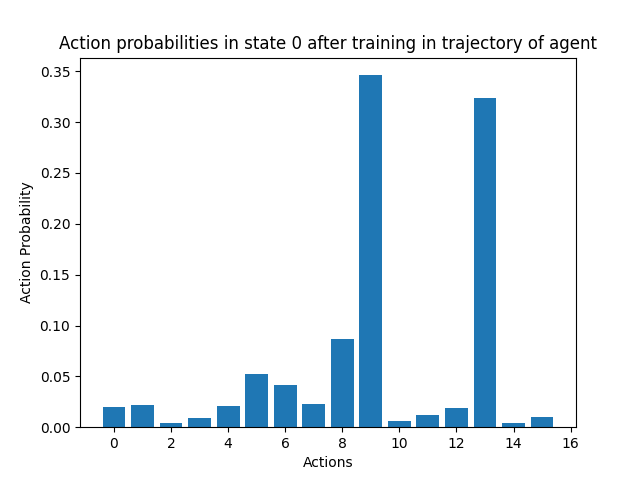 Action probabilities in state 0 after training in trajectory of agent
0.35
0.30
0.25
0.20
0.15
0.10
0.05
0.00
Action Probability
0 2 4 6 8 10 12 14 16
Actions